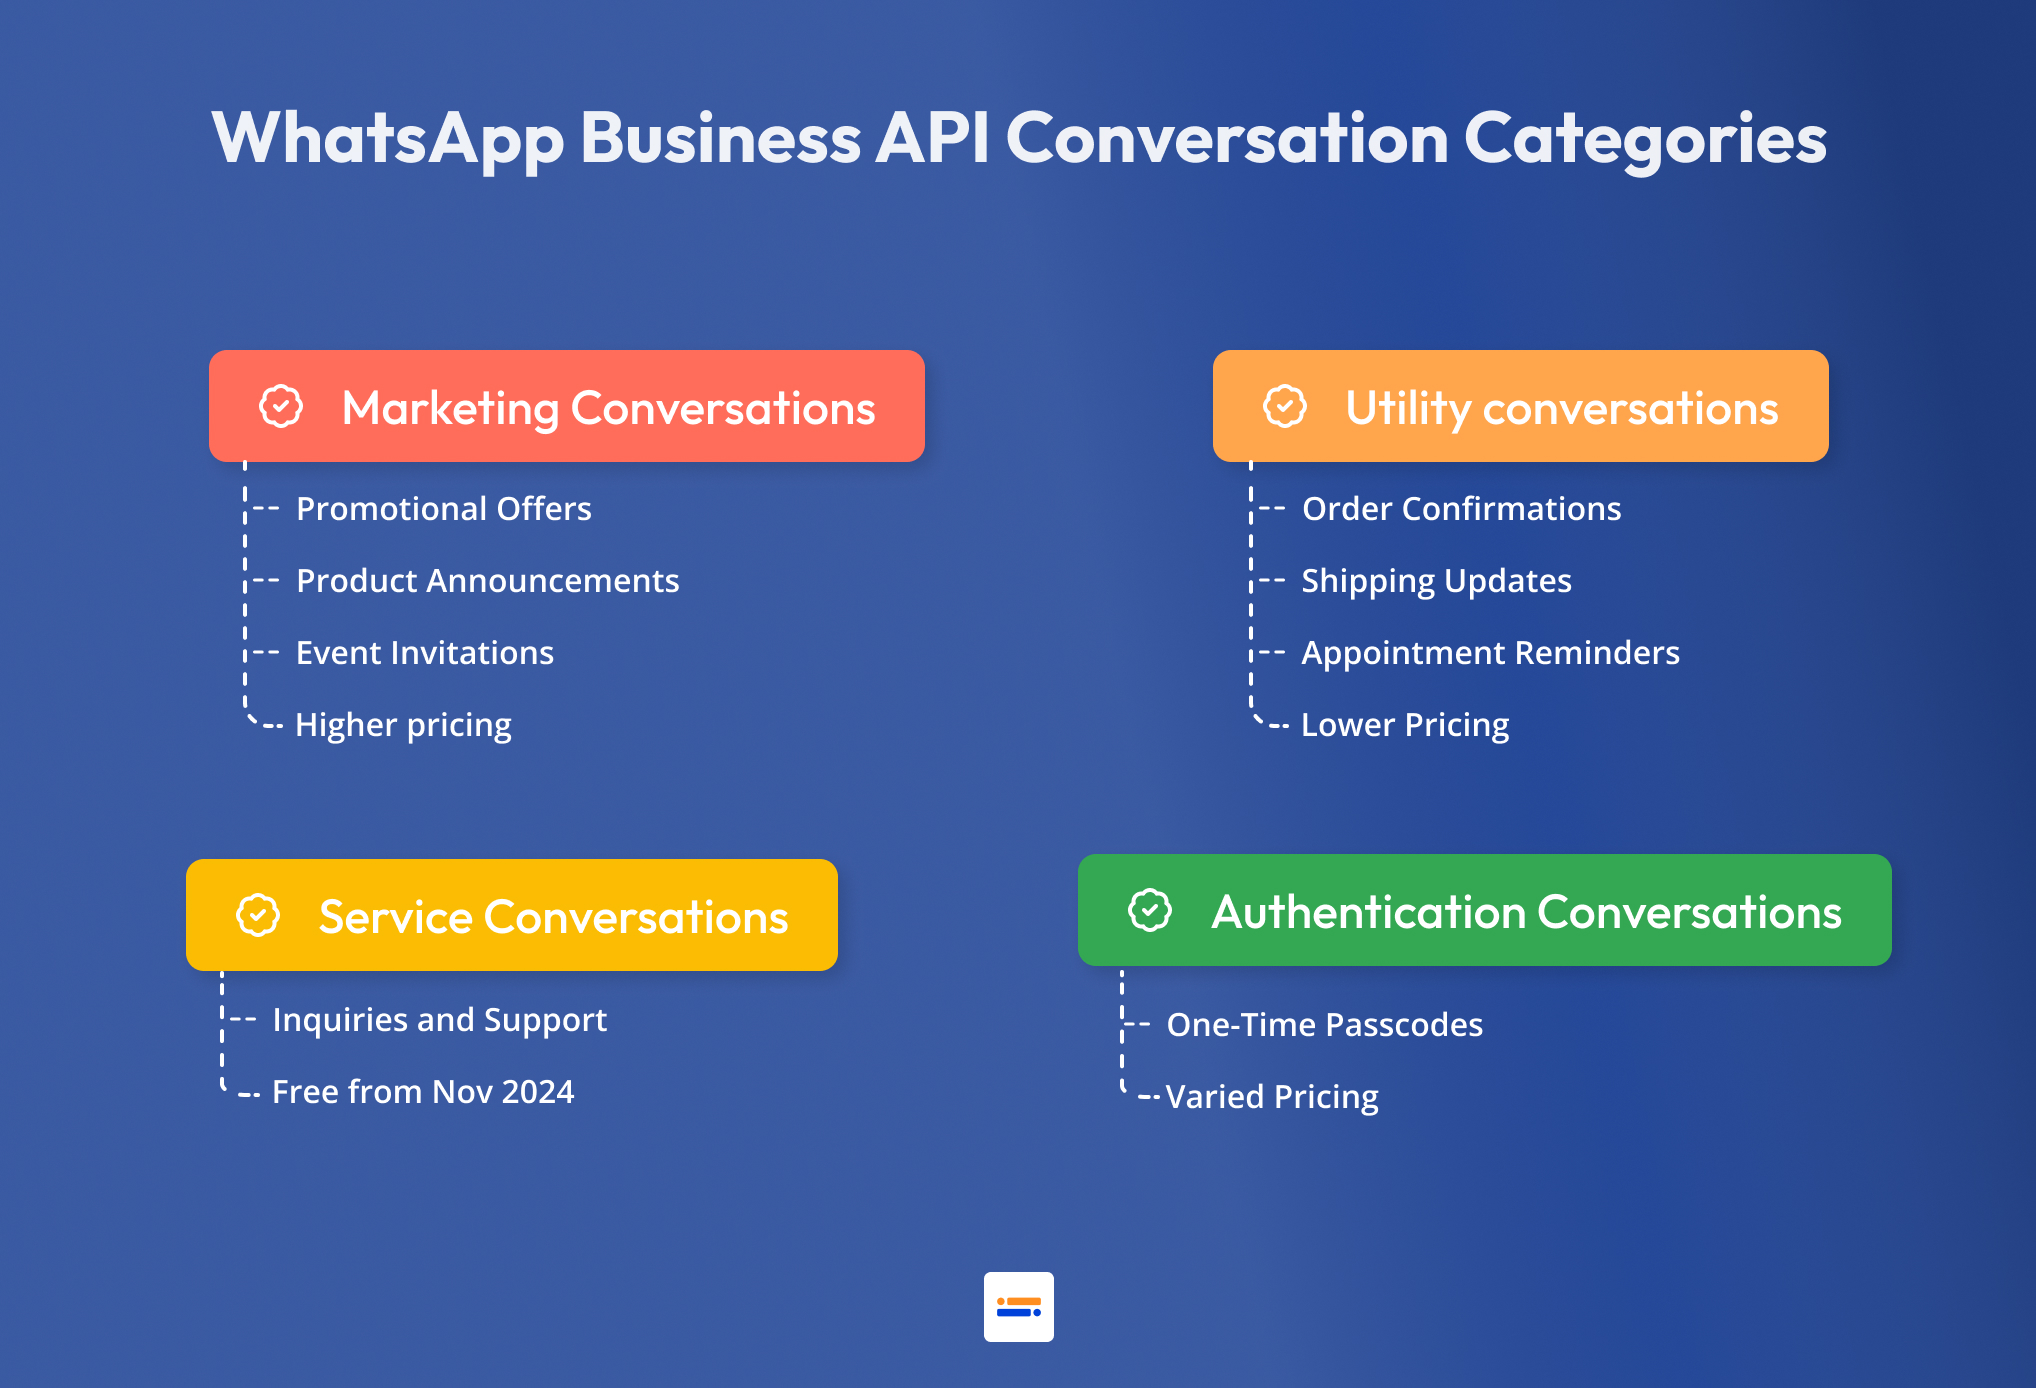 WhatsApp Business API Conversation Categories
Marketing Conversations
Promotional Offers
Product Announcements
Event Invitations
Higher pricing
Utility conversations
Order Confirmations
Shipping Updates
Appointment Reminders
Lower Pricing
Service Conversations
Inquiries and Support
Free from Nov 2024
Authentication Conversations
One-Time Passcodes
Varied Pricing